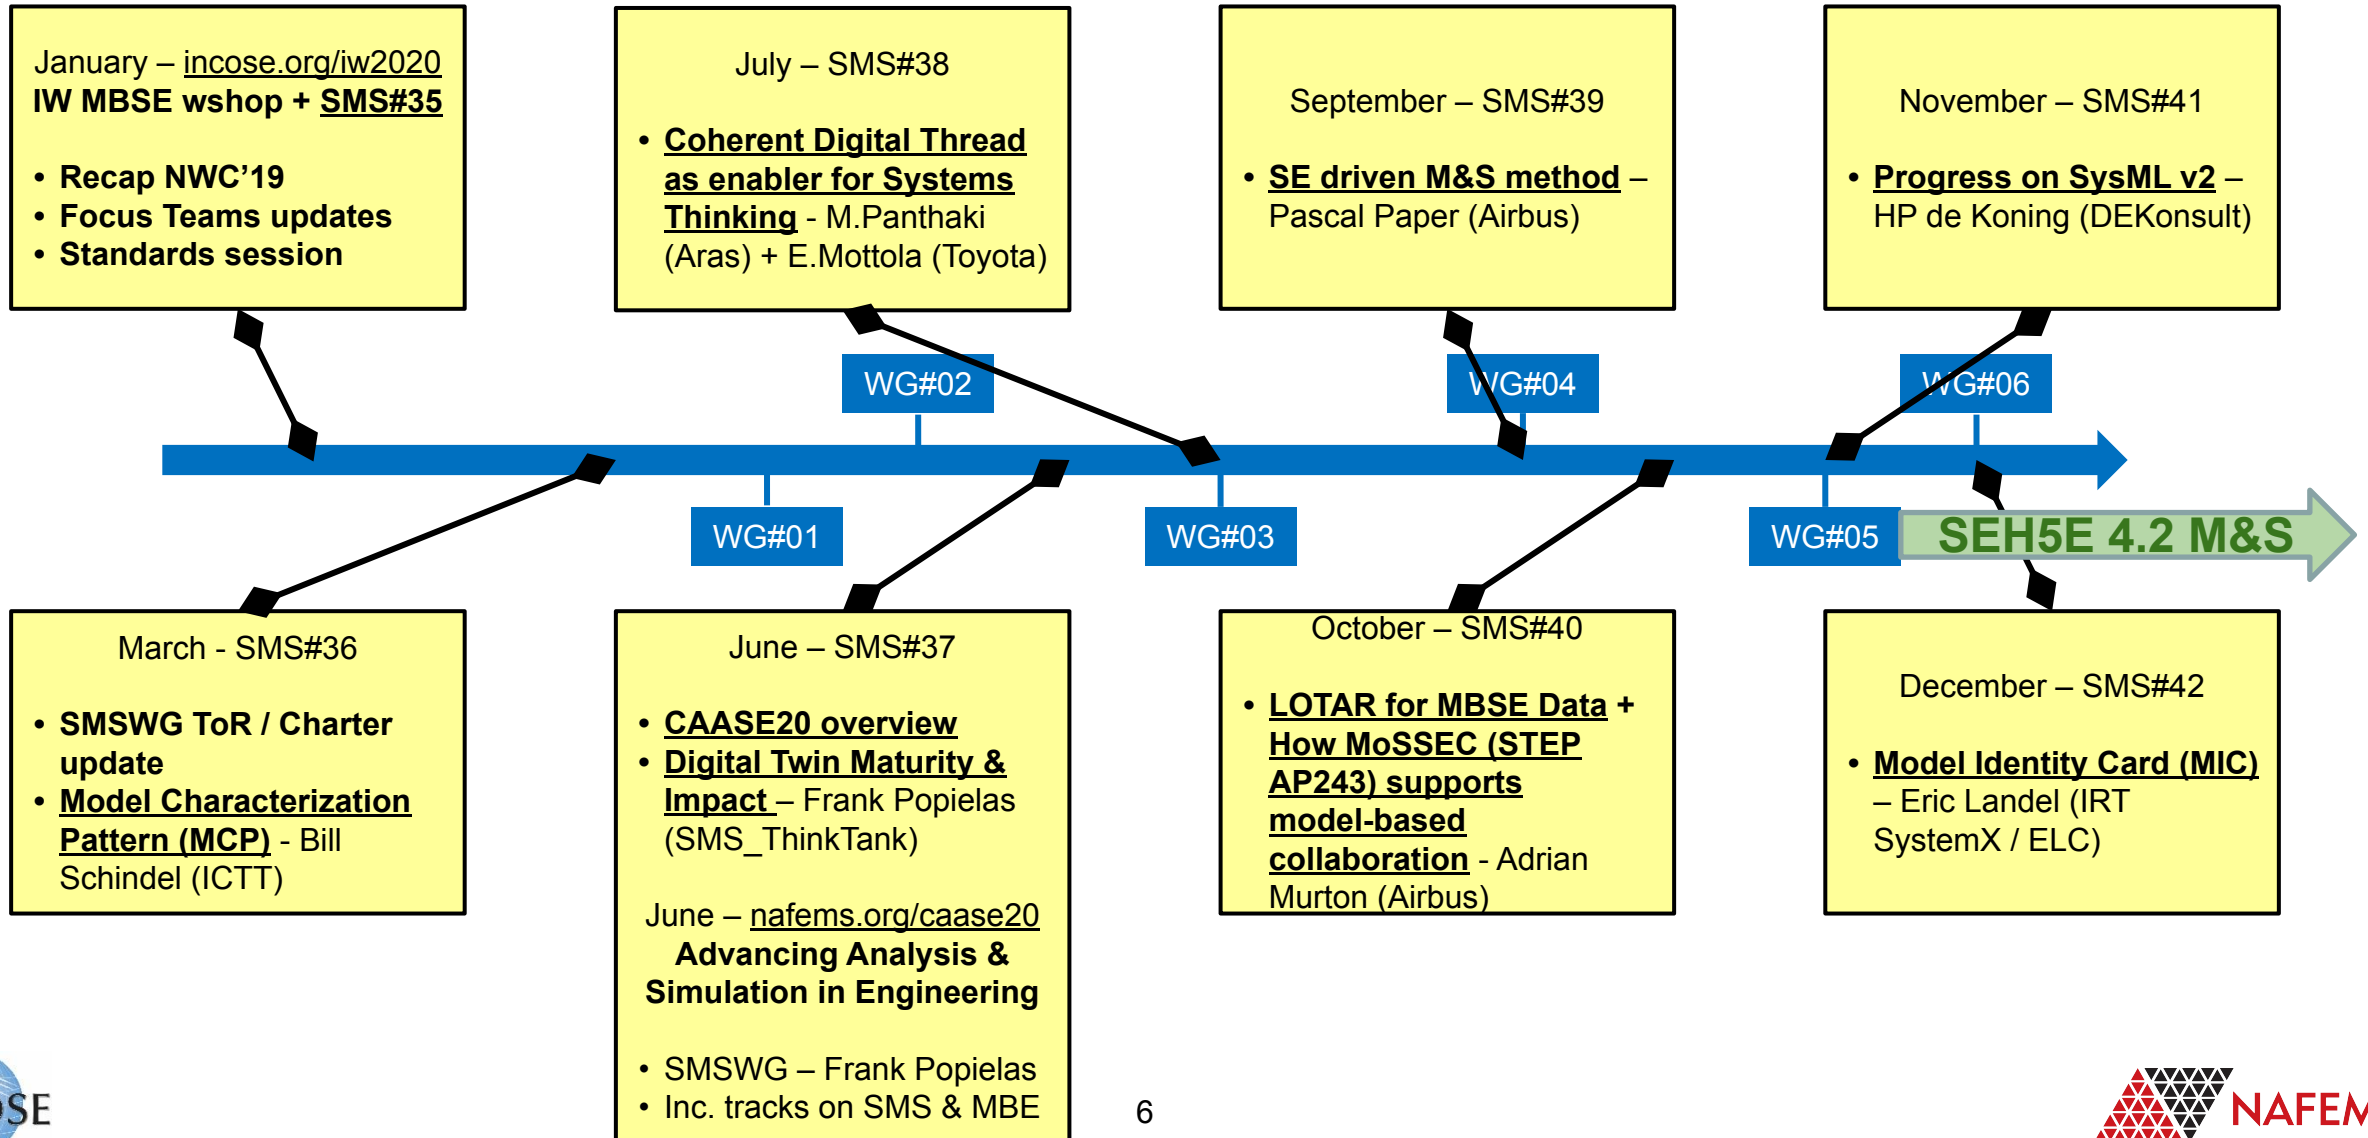 January – incose.org/iw2020
IW MBSE wshop + SMS#35
• Recap NWC’19
• Focus Teams updates
• Standards session
July – SMS#38
• Coherent Digital Thread
as enabler for Systems
Thinking - M.Panthaki
(Aras) + E.Mottola (Toyota)
September – SMS#39
• SE driven M&S method –
Pascal Paper (Airbus)
November – SMS#41
• Progress on SysML v2 –
HP de Koning (DEKonsult)
WG#02
WG#04
WG#06
WG#01
WG#03
WG#05
SEH5E 4.2 M&S
March - SMS#36
• SMSWG ToR / Charter
update
• Model Characterization
Pattern (MCP) - Bill
Schindel (ICTT)
June – SMS#37
• CAASE20 overview
• Digital Twin Maturity &
Impact – Frank Popielas
(SMS_ThinkTank)
June – nafems.org/caase20
Advancing Analysis &
Simulation in Engineering
• SMSWG – Frank Popielas
• Inc. tracks on SMS & MBE
October – SMS#40
• LOTAR for MBSE Data +
How MoSSEC (STEP
AP243) supports
model-based
collaboration - Adrian
Murton (Airbus)
December – SMS#42
• Model Identity Card (MIC)
– Eric Landel (IRT
SystemX / ELC)
OSE
6
NAFEM